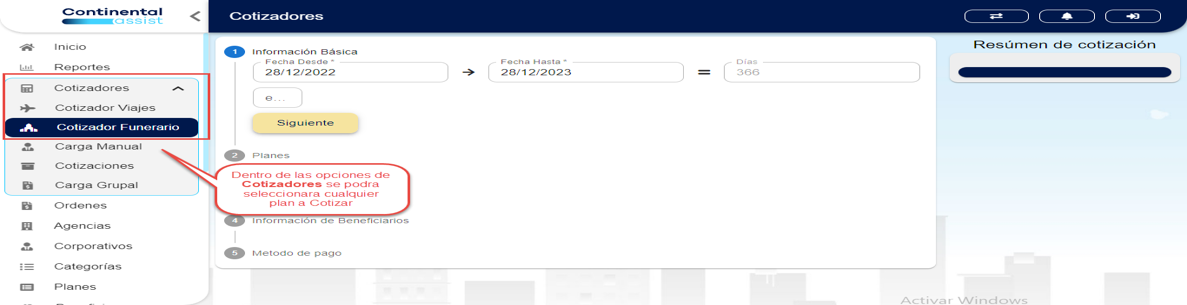 Continental
assist
<
Cotizadores
Inicio
Reportes
Cotizadores
Cotizador Viajes
Cotizador Funerario
Carga Manual
Cotizaciones
Carga Grupal
Ordenes
Agencias
Corporativos
Categorías
Planes
1 Información Básica
Fecha Desde *
28/12/2022
Fecha Hasta *
28/12/2023
=
Días
366
e...
Siguiente
2 Planes
Dentro de las opciones de
Cotizadores se podra
seleccionara cualquier
plan a Cotizar
4 Información de Beneficiarios
5 Metodo de pago
Resúmen de cotización
Activar Windows